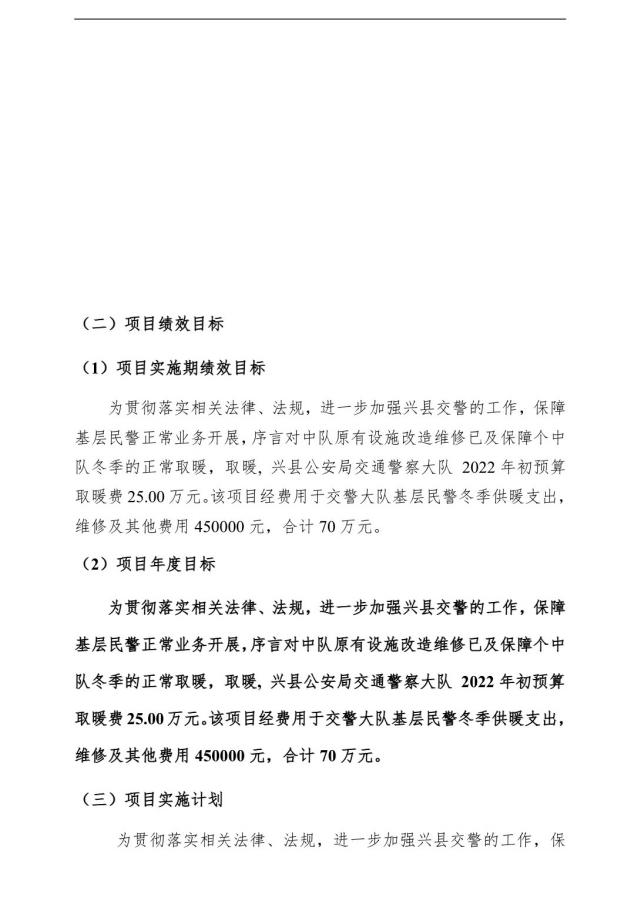 （二）项目绩效目标
（1）项目实施期绩效目标
为贯彻落实相关法律、法规，进一步加强兴县交警的工作，保障
基层民警正常业务开展，序言对中队原有设施改造维修已及保障个中
队冬季的正常取暖，取暖, 兴县公安局交通警察大队 2022 年初预算
取暖费 25.00 万元。该项目经费用于交警大队基层民警冬季供暖支出，
维修及其他费用 450000 元，合计 70 万元。
（2）项目年度目标
为贯彻落实相关法律、法规，进一步加强兴县交警的工作，保障
基层民警正常业务开展，序言对中队原有设施改造维修已及保障个中
队冬季的正常取暖，取暖, 兴县公安局交通警察大队 2022 年初预算
取暖费 25.00 万元。该项目经费用于交警大队基层民警冬季供暖支出，
维修及其他费用 450000 元，合计 70 万元。
（三）项目实施计划
为贯彻落实相关法律、法规，进一步加强兴县交警的工作，保